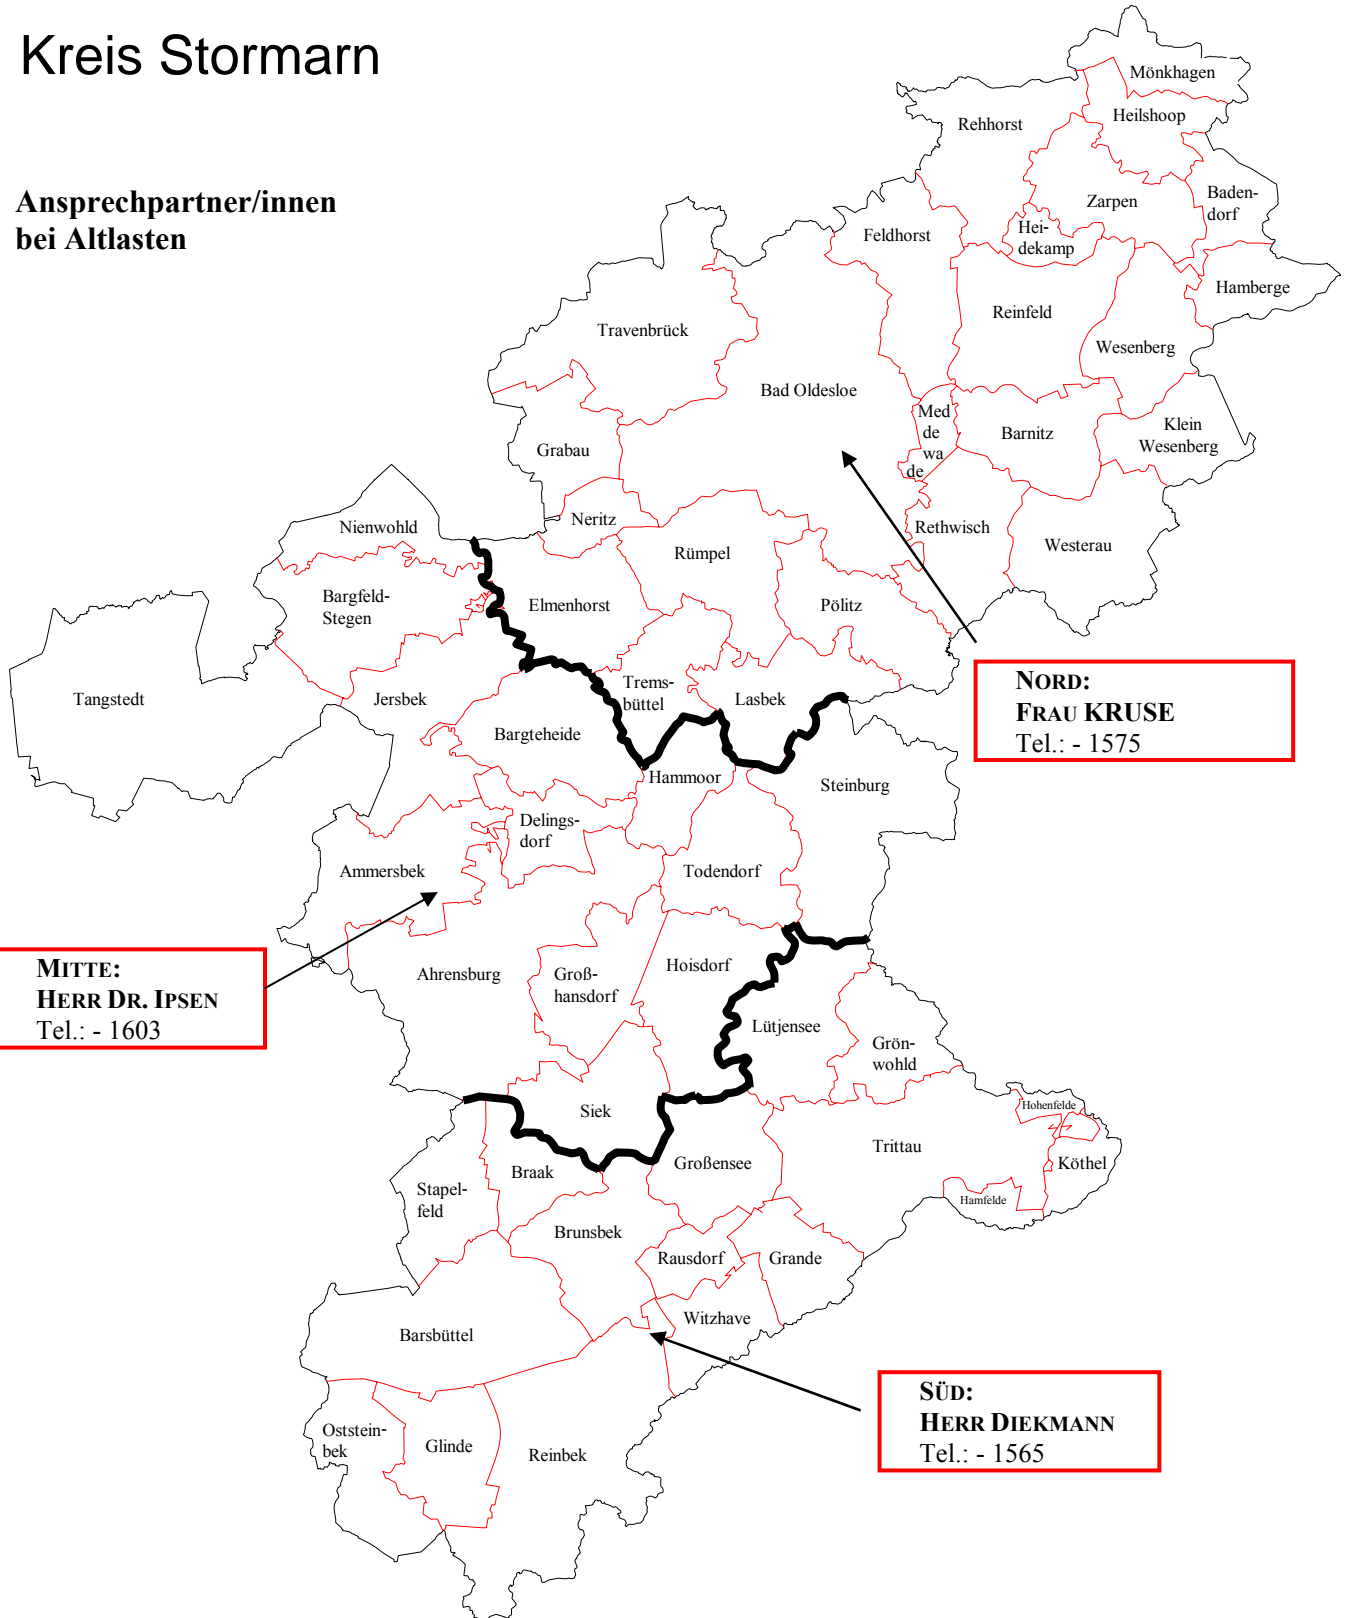 Kreis Stormarn
Ansprechpartner/innen
bei Altlasten
Mönkhagen
Heilshoop
Rehhorst
Zarpen
Baden-
dorf
Hei-
dekamp
Feldhorst
Hamberge
Reinfeld
Travenbrück
Wesenberg
Bad Oldesloe
Med
de
wa
de
Barnitz
Klein
Wesenberg
Grabau
Neritz
Nienwohld
Rethwisch
Westerau
Rümpel
Bargfeld-
Stegen
Elmenhorst
Pölitz
Tangstedt
Jersbek
Trems-
büttel
Lasbek
NORD:
FRAU KRUSE
Tel.: - 1575
Bargteheide
Hammoor
Steinburg
Delings-
dorf
Ammersbek
Todendorf
MITTE:
HERR DR. IPSEN
Tel.: - 1603
Ahrensburg
Groß-
hansdorf
Hoisdorf
Lütjensee
Grön-
wohld
Siek
Hohenfelde
Trittau
Köthel
Hamfelde
Großensee
Braak
Stapel-
feld
Brunsbek
Rausdorf
Grande
Witzhave
Barsbüttel
SÜD:
HERR DIEKMANN
Tel.: - 1565
Oststein-
bek
Glinde
Reinbek